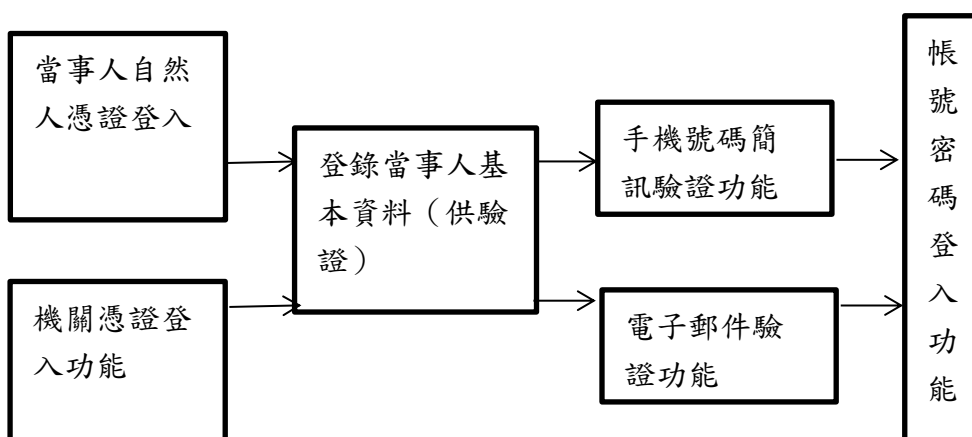 當事人自然
人憑證登入
機關憑證登
入功能
登錄當事人基
本資料（供驗
證）
手機號碼簡
訊驗證功能
電子郵件驗
證功能
帳
號
密
碼
登
入
功
能